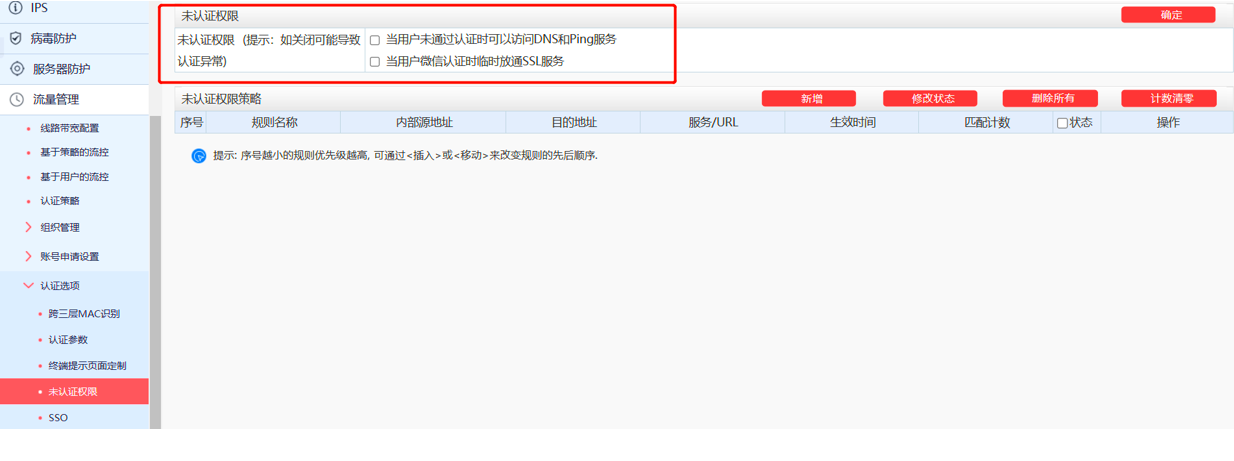 IPS
病毒防护
服务器防护
流量管理
线路带宽配置
基于策略的流控
基于用户的流控
认证策略
组织管理
账号申请设置
认证选项
跨三层MAC识别
认证参数
终端提示页面定制
未认证权限
SSO
未认证权限
确定
未认证权限（提示：如关闭可能导致
认证异常)
当用户未通过认证时可以访问DNS和Ping服务
当用户微信认证时临时放通SSL服务
未认证权限策略
新增
修改状态
删除所有
计数清零
序号 规则名称 内部源地址 目的地址 服务/URL 生效时间 匹配计数 状态 操作
提示: 序号越小的规则优先级越高, 可通过<插入>或<移动>来改变规则的先后顺序.